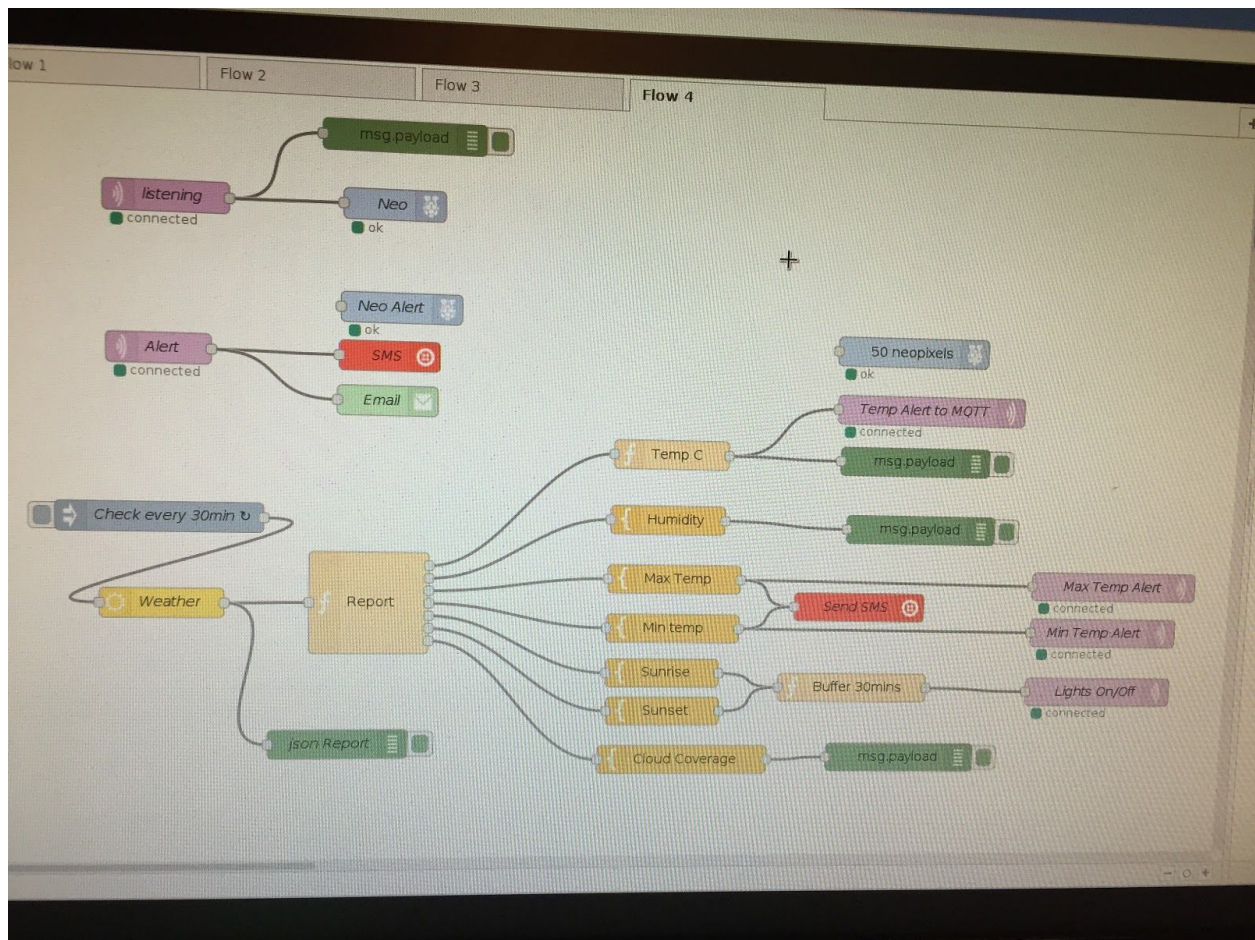 low 1
Flow 2
Flow 3
Flow 4
+
msg.payload
listening
connected
Neo
ok
Neo Alert
ok
Alert
connected
SMS
Email
50 neopixels
ok
Temp Alert to MQTT
connected
Temp C
msg.payload
Check every 30min ↻
Humidity
msg.payload
Weather
Report
Max Temp
Max Temp Alert
connected
Send SMS
Min temp
Min Temp Alert
connected
Sunrise
Buffer 30mins
Lights On/Off
connected
Sunset
json Report
Cloud Coverage
msg.payload